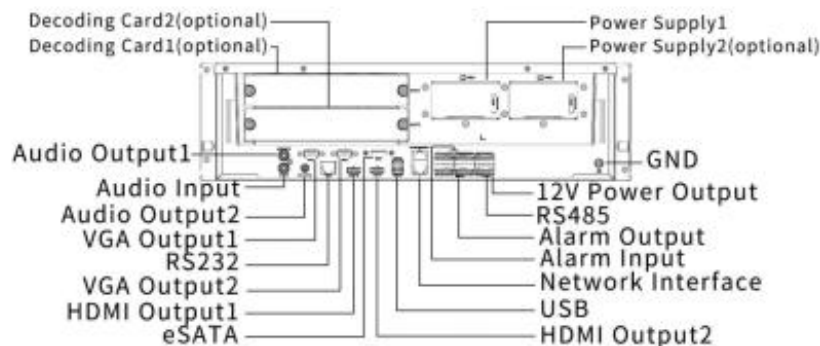 Decoding Card2(optional)
Decoding Card1(optional)
Power Supply1
Power Supply2(optional)
Audio Output1
Audio Input
Audio Output2
VGA Output1
RS232
VGA Output2
HDMI Output1
eSATA
GND
12V Power Output
RS485
Alarm Output
Alarm Input
Network Interface
USB
HDMI Output2